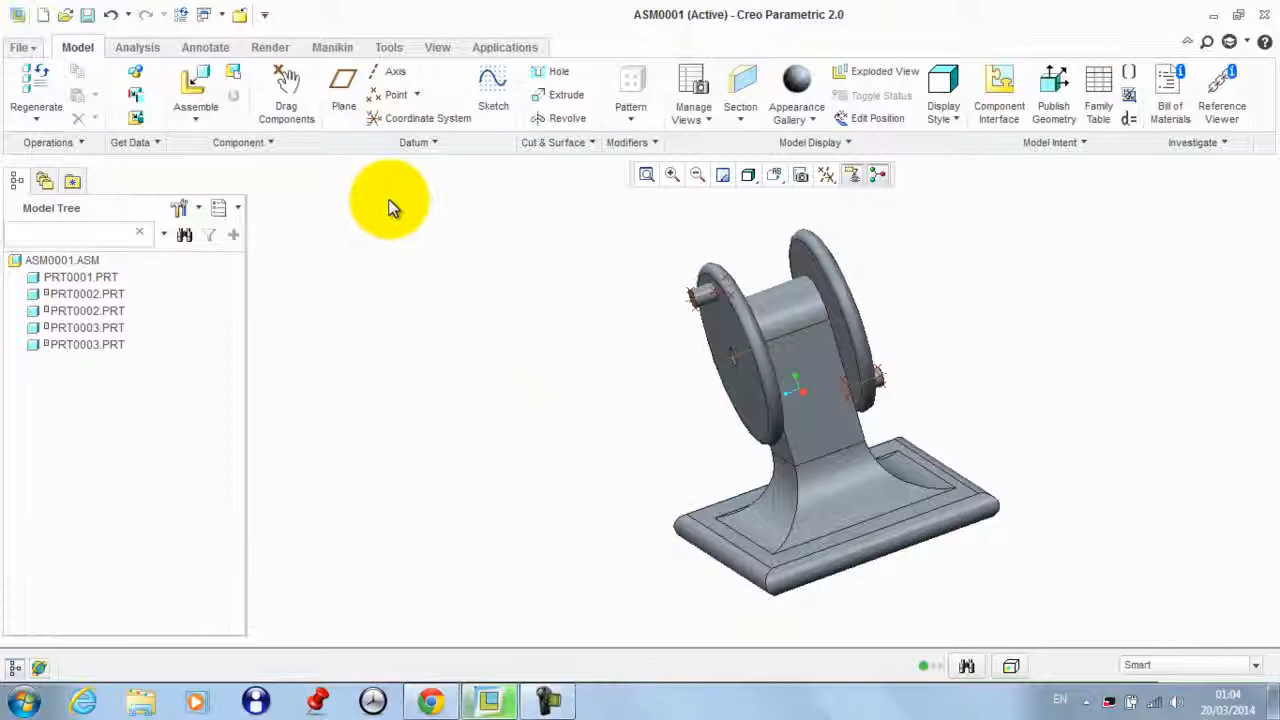 ASM0001 (Active) - Creo Parametric 2.0
File Model Analysis Annotate Render Manikin Tools View Applications
Regenerate
Assemble
Drag Components
Plane
Axis
Point
Coordinate System
Sketch
Hole
Extrude
Revolve
Pattern
Manage Views
Section
Appearance Gallery
Exploded View
Toggle Status
Edit Position
Display Style
Component Interface
Publish Geometry
Family Table
d=
Bill of Materials
Reference Viewer
Operations Get Data Component Datum Cut & Surface Modifiers Model Display Model Intent Investigate
Model Tree
ASM0001.ASM
PRT0001.PRT
PRT0002.PRT
PRT0002.PRT
PRT0003.PRT
PRT0003.PRT
Smart
EN
01:04
20/03/2014